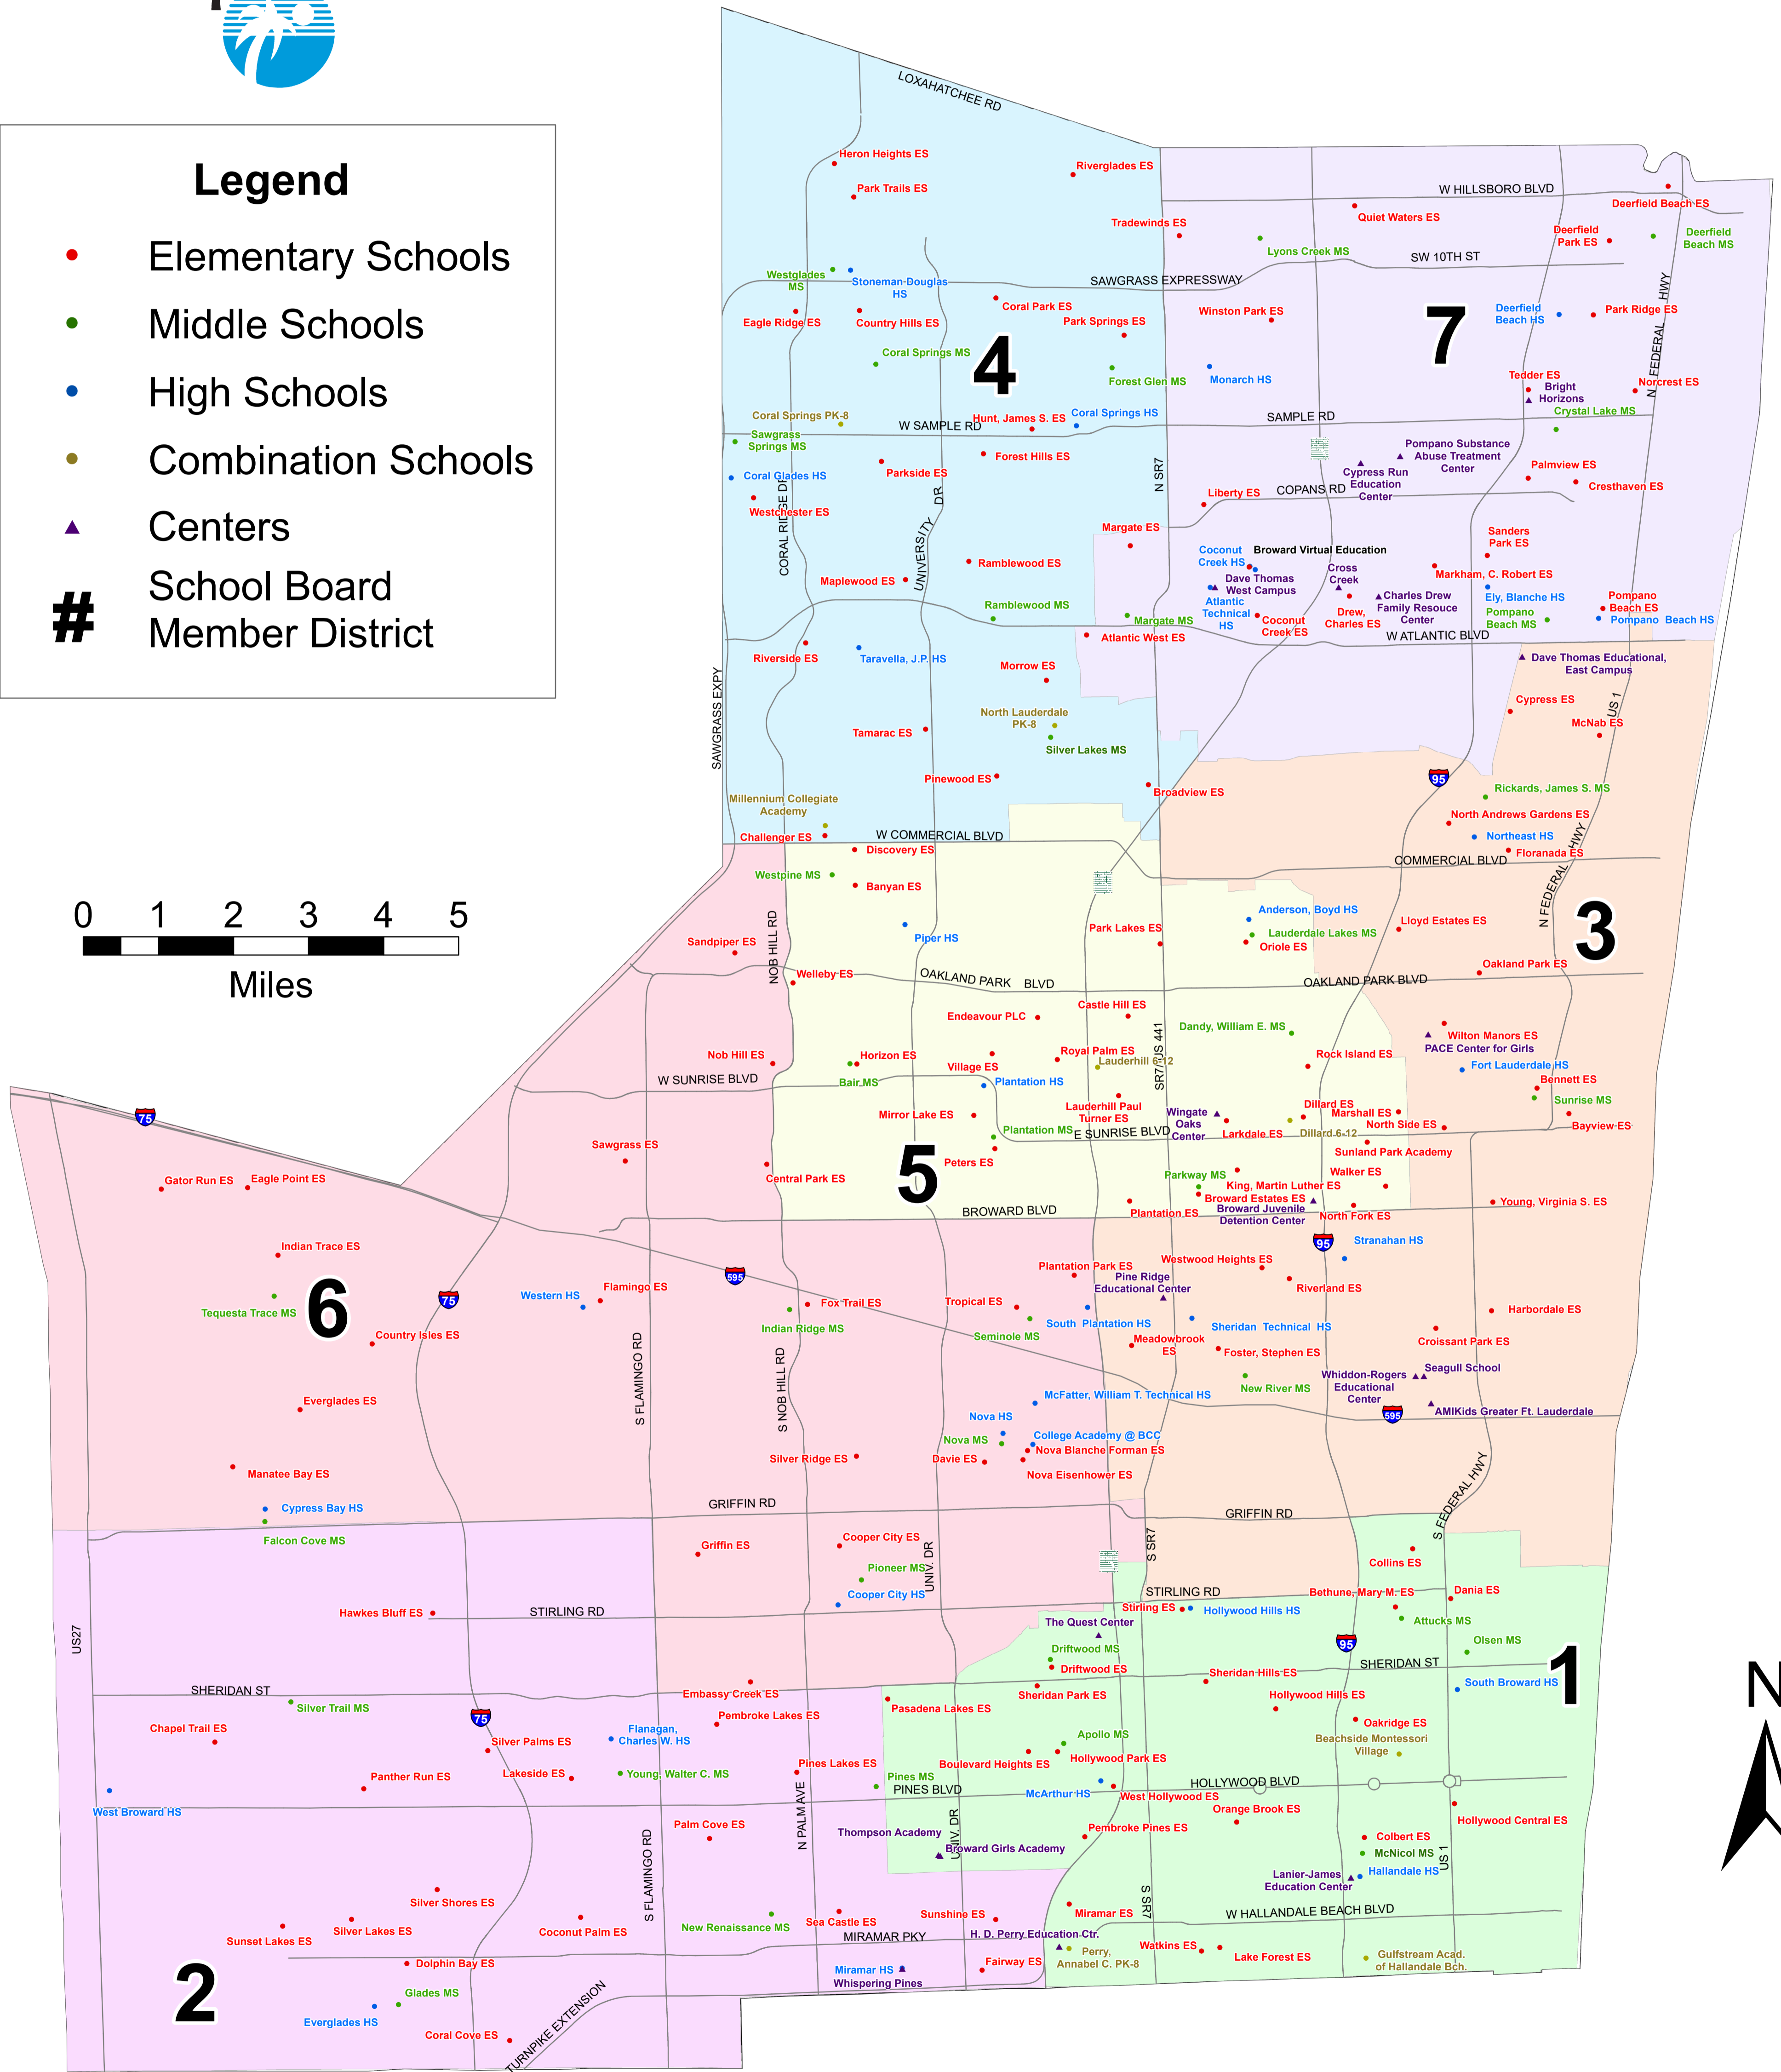 Legend
Elementary Schools
Middle Schools
High Schools
Combination Schools
Centers
#
School Board
Member District
0 1 2 3 4 5
Miles
LOXAHATCHEE RD
Heron Heights ES
Riverglades ES
Park Trails ES
W HILLSBORO BLVD
Deerfield Beach ES
Quiet Waters ES
Tradewinds ES
Deerfield
Park ES
Deerfield
Beach MS
Lyons Creek MS
SW 10TH ST
Westglades
MS
Stoneman-Douglas
HS
SAWGRASS EXPRESSWAY
Coral Park ES
Winston Park ES
Deerfield
Beach HS
Park Ridge ES
N FEDERAL HWY
Eagle Ridge ES
Country Hills ES
Park Springs ES
7
4
Coral Springs MS
Forest Glen MS
Monarch HS
Tedder ES
Bright
Horizons
Norcrest ES
Crystal Lake MS
Coral Springs PK-8
Hunt, James S. ES
Coral Springs HS
SAMPLE RD
W SAMPLE RD
Sawgrass
Springs MS
Forest Hills ES
Pompano Substance
Abuse Treatment
Center
Cypress Run
Education
Center
Palmview ES
Cresthaven ES
Coral Glades HS
Parkside ES
N SR7
Liberty ES
COPANS RD
Westchester ES
CORAL RIDGE DR
UNIVERSITY DR
Margate ES
Sanders
Park ES
Coconut
Creek HS
Broward Virtual Education
Ramblewood ES
Maplewood ES
Dave Thomas
West Campus
Cross
Creek
Markham, C. Robert ES
Atlantic
Technical
HS
Charles Drew
Family Resouce
Center
Ely, Blanche HS
Pompano
Beach ES
Ramblewood MS
Margate MS
Coconut
Creek ES
Drew,
Charles ES
Pompano
Beach MS
Pompano Beach HS
Atlantic West ES
W ATLANTIC BLVD
Riverside ES
Taravella, J.P. HS
Morrow ES
Dave Thomas Educational,
East Campus
SAWGRASS EXPY
Cypress ES
US 1
McNab ES
North Lauderdale
PK-8
Tamarac ES
Silver Lakes MS
Pinewood ES
Broadview ES
95
Rickards, James S. MS
Millennium Collegiate
Academy
North Andrews Gardens ES
Challenger ES
W COMMERCIAL BLVD
Northeast HS
Discovery ES
Floranada ES
COMMERCIAL BLVD
Westpine MS
Banyan ES
N FEDERAL HWY
Anderson, Boyd HS
Lloyd Estates ES
3
Park Lakes ES
Lauderdale Lakes MS
Piper HS
Oriole ES
Sandpiper ES
NOB HILL RD
Oakland Park ES
Welleby ES
OAKLAND PARK BLVD
OAKLAND PARK BLVD
Castle Hill ES
Endeavour PLC
Dandy, William E. MS
Wilton Manors ES
PACE Center for Girls
Nob Hill ES
Horizon ES
Royal Palm ES
Lauderhill 6-12
SR7/US 441
Rock Island ES
Village ES
Fort Lauderdale HS
W SUNRISE BLVD
Bair MS
Plantation HS
Bennett ES
Lauderhill Paul
Turner ES
Sunrise MS
Mirror Lake ES
Wingate
Oaks
Center
Dillard ES
Marshall ES
75
Plantation MS
E SUNRISE BLVD
Larkdale ES
Dillard 6-12
North Side ES
Bayview ES
Sawgrass ES
Sunland Park Academy
5
Peters ES
Central Park ES
Parkway MS
Walker ES
Gator Run ES
Eagle Point ES
King, Martin Luther ES
Broward Estates ES
Young, Virginia S. ES
BROWARD BLVD
Plantation ES
Broward Juvenile
Detention Center
North Fork ES
Indian Trace ES
95
Stranahan HS
Westwood Heights ES
Plantation Park ES
595
Pine Ridge
Educational Center
Riverland ES
6
Western HS
Flamingo ES
Fox Trail ES
Tropical ES
Harbordale ES
75
Tequesta Trace MS
Indian Ridge MS
South Plantation HS
Sheridan Technical HS
Seminole MS
Country Isles ES
Meadowbrook
ES
Foster, Stephen ES
Croissant Park ES
S FLAMINGO RD
S NOB HILL RD
Seagull School
Whiddon-Rogers
Educational
Center
New River MS
Everglades ES
McFatter, William T. Technical HS
AMIKids Greater Ft. Lauderdale
595
Nova HS
Nova MS
College Academy @ BCC
Nova Blanche Forman ES
Silver Ridge ES
Davie ES
Nova Eisenhower ES
Manatee Bay ES
S FEDERAL HWY
Cypress Bay HS
GRIFFIN RD
GRIFFIN RD
Falcon Cove MS
Cooper City ES
Griffin ES
S SR7
Collins ES
UNIV. DR
Pioneer MS
Cooper City HS
STIRLING RD
Bethune, Mary M. ES
Dania ES
Hawkes Bluff ES
STIRLING RD
Stirling ES
Hollywood Hills HS
Attucks MS
The Quest Center
US27
95
Olsen MS
Driftwood MS
Driftwood ES
SHERIDAN ST
1
Sheridan Hills ES
South Broward HS
N
SHERIDAN ST
Embassy Creek ES
Sheridan Park ES
Hollywood Hills ES
Silver Trail MS
Pasadena Lakes ES
75
Pembroke Lakes ES
Oakridge ES
Chapel Trail ES
Flanagan,
Charles W. HS
Apollo MS
Beachside Montessori
Village
Silver Palms ES
Boulevard Heights ES
Hollywood Park ES
Pines Lakes ES
Lakeside ES
Young, Walter C. MS
Panther Run ES
Pines MS
PINES BLVD
HOLLYWOOD BLVD
McArthur HS
West Hollywood ES
West Broward HS
Orange Brook ES
Hollywood Central ES
N PALM AVE
Palm Cove ES
Thompson Academy
UNIV. DR
Pembroke Pines ES
Colbert ES
Broward Girls Academy
McNicol MS
US 1
Lanier-James
Education Center
Hallandale HS
S FLAMINGO RD
S SR7
Silver Shores ES
Miramar ES
W HALLANDALE BEACH BLVD
Sunshine ES
Sea Castle ES
New Renaissance MS
Silver Lakes ES
Coconut Palm ES
Sunset Lakes ES
MIRAMAR PKY
H. D. Perry Education Ctr.
Watkins ES
Perry,
Annabel C. PK-8
Lake Forest ES
Gulfstream Acad.
of Hallandale Bch.
2
Dolphin Bay ES
Miramar HS
Whispering Pines
Fairway ES
Glades MS
Everglades HS
Coral Cove ES
TURNPIKE EXTENSION